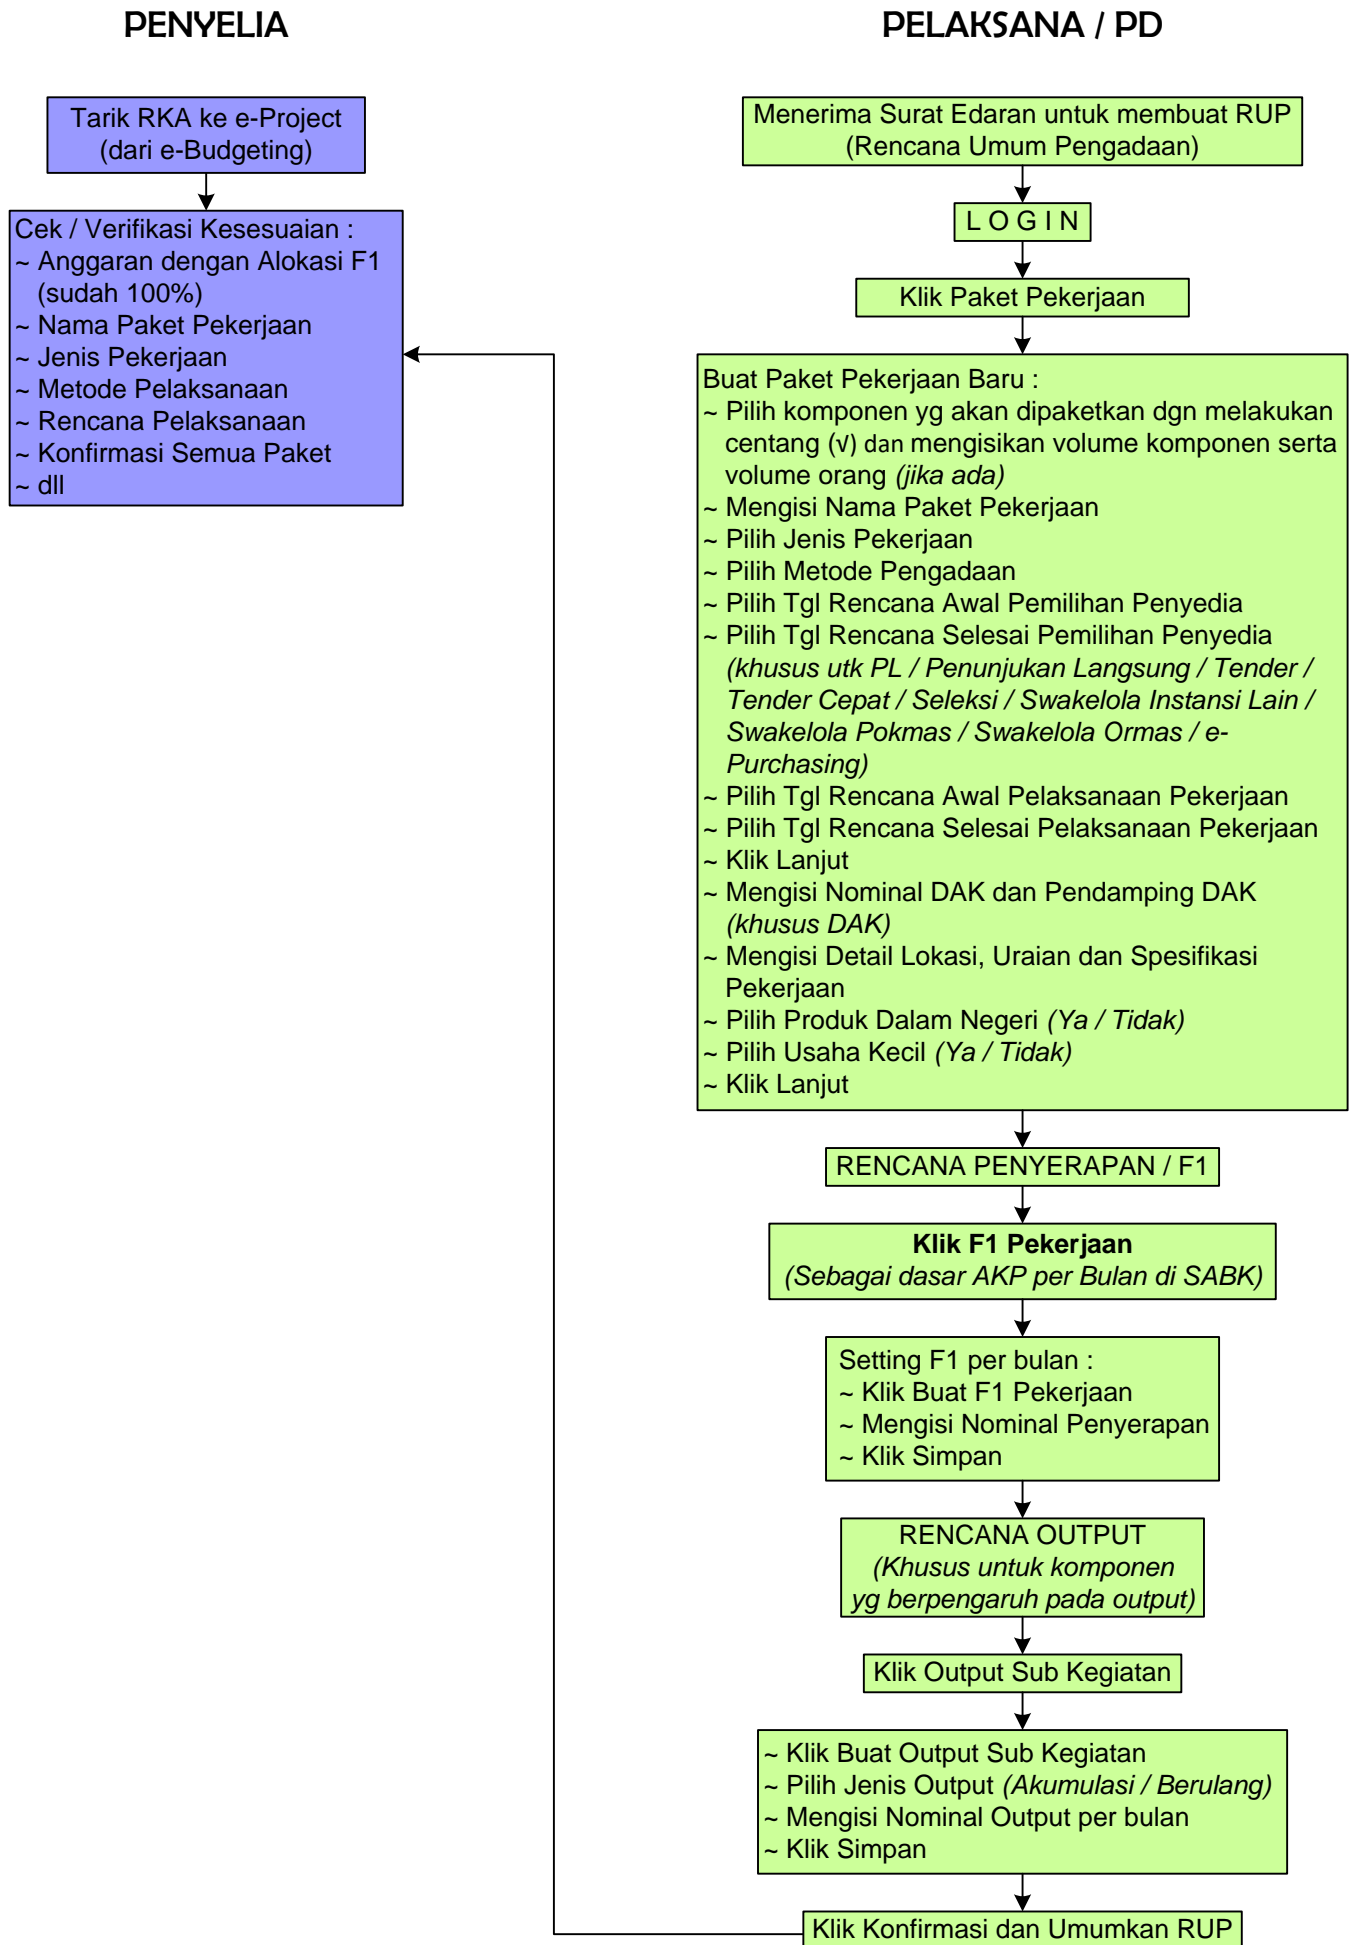 PENYELIA
Tarik RKA ke e-Project
(dari e-Budgeting)
Cek / Verifikasi Kesesuaian :
~ Anggaran dengan Alokasi F1
(sudah 100%)
~ Nama Paket Pekerjaan
~ Jenis Pekerjaan
~ Metode Pelaksanaan
~ Rencana Pelaksanaan
~ Konfirmasi Semua Paket
~ dll
PELAKSANA / PD
Menerima Surat Edaran untuk membuat RUP
(Rencana Umum Pengadaan)
L O G I N
Klik Paket Pekerjaan
Buat Paket Pekerjaan Baru :
~ Pilih komponen yg akan dipaketkan dgn melakukan
centang (√) dan mengisikan volume komponen serta
volume orang (jika ada)
~ Mengisi Nama Paket Pekerjaan
~ Pilih Jenis Pekerjaan
~ Pilih Metode Pengadaan
~ Pilih Tgl Rencana Awal Pemilihan Penyedia
~ Pilih Tgl Rencana Selesai Pemilihan Penyedia
(khusus utk PL / Penunjukan Langsung / Tender /
Tender Cepat / Seleksi / Swakelola Instansi Lain /
Swakelola Pokmas / Swakelola Ormas / e-
Purchasing)
~ Pilih Tgl Rencana Awal Pelaksanaan Pekerjaan
~ Pilih Tgl Rencana Selesai Pelaksanaan Pekerjaan
~ Klik Lanjut
~ Mengisi Nominal DAK dan Pendamping DAK
(khusus DAK)
~ Mengisi Detail Lokasi, Uraian dan Spesifikasi
Pekerjaan
~ Pilih Produk Dalam Negeri (Ya / Tidak)
~ Pilih Usaha Kecil (Ya / Tidak)
~ Klik Lanjut
RENCANA PENYERAPAN / F1
Klik F1 Pekerjaan
(Sebagai dasar AKP per Bulan di SABK)
Setting F1 per bulan :
~ Klik Buat F1 Pekerjaan
~ Mengisi Nominal Penyerapan
~ Klik Simpan
RENCANA OUTPUT
(Khusus untuk komponen
yg berpengaruh pada output)
Klik Output Sub Kegiatan
~ Klik Buat Output Sub Kegiatan
~ Pilih Jenis Output (Akumulasi / Berulang)
~ Mengisi Nominal Output per bulan
~ Klik Simpan
Klik Konfirmasi dan Umumkan RUP